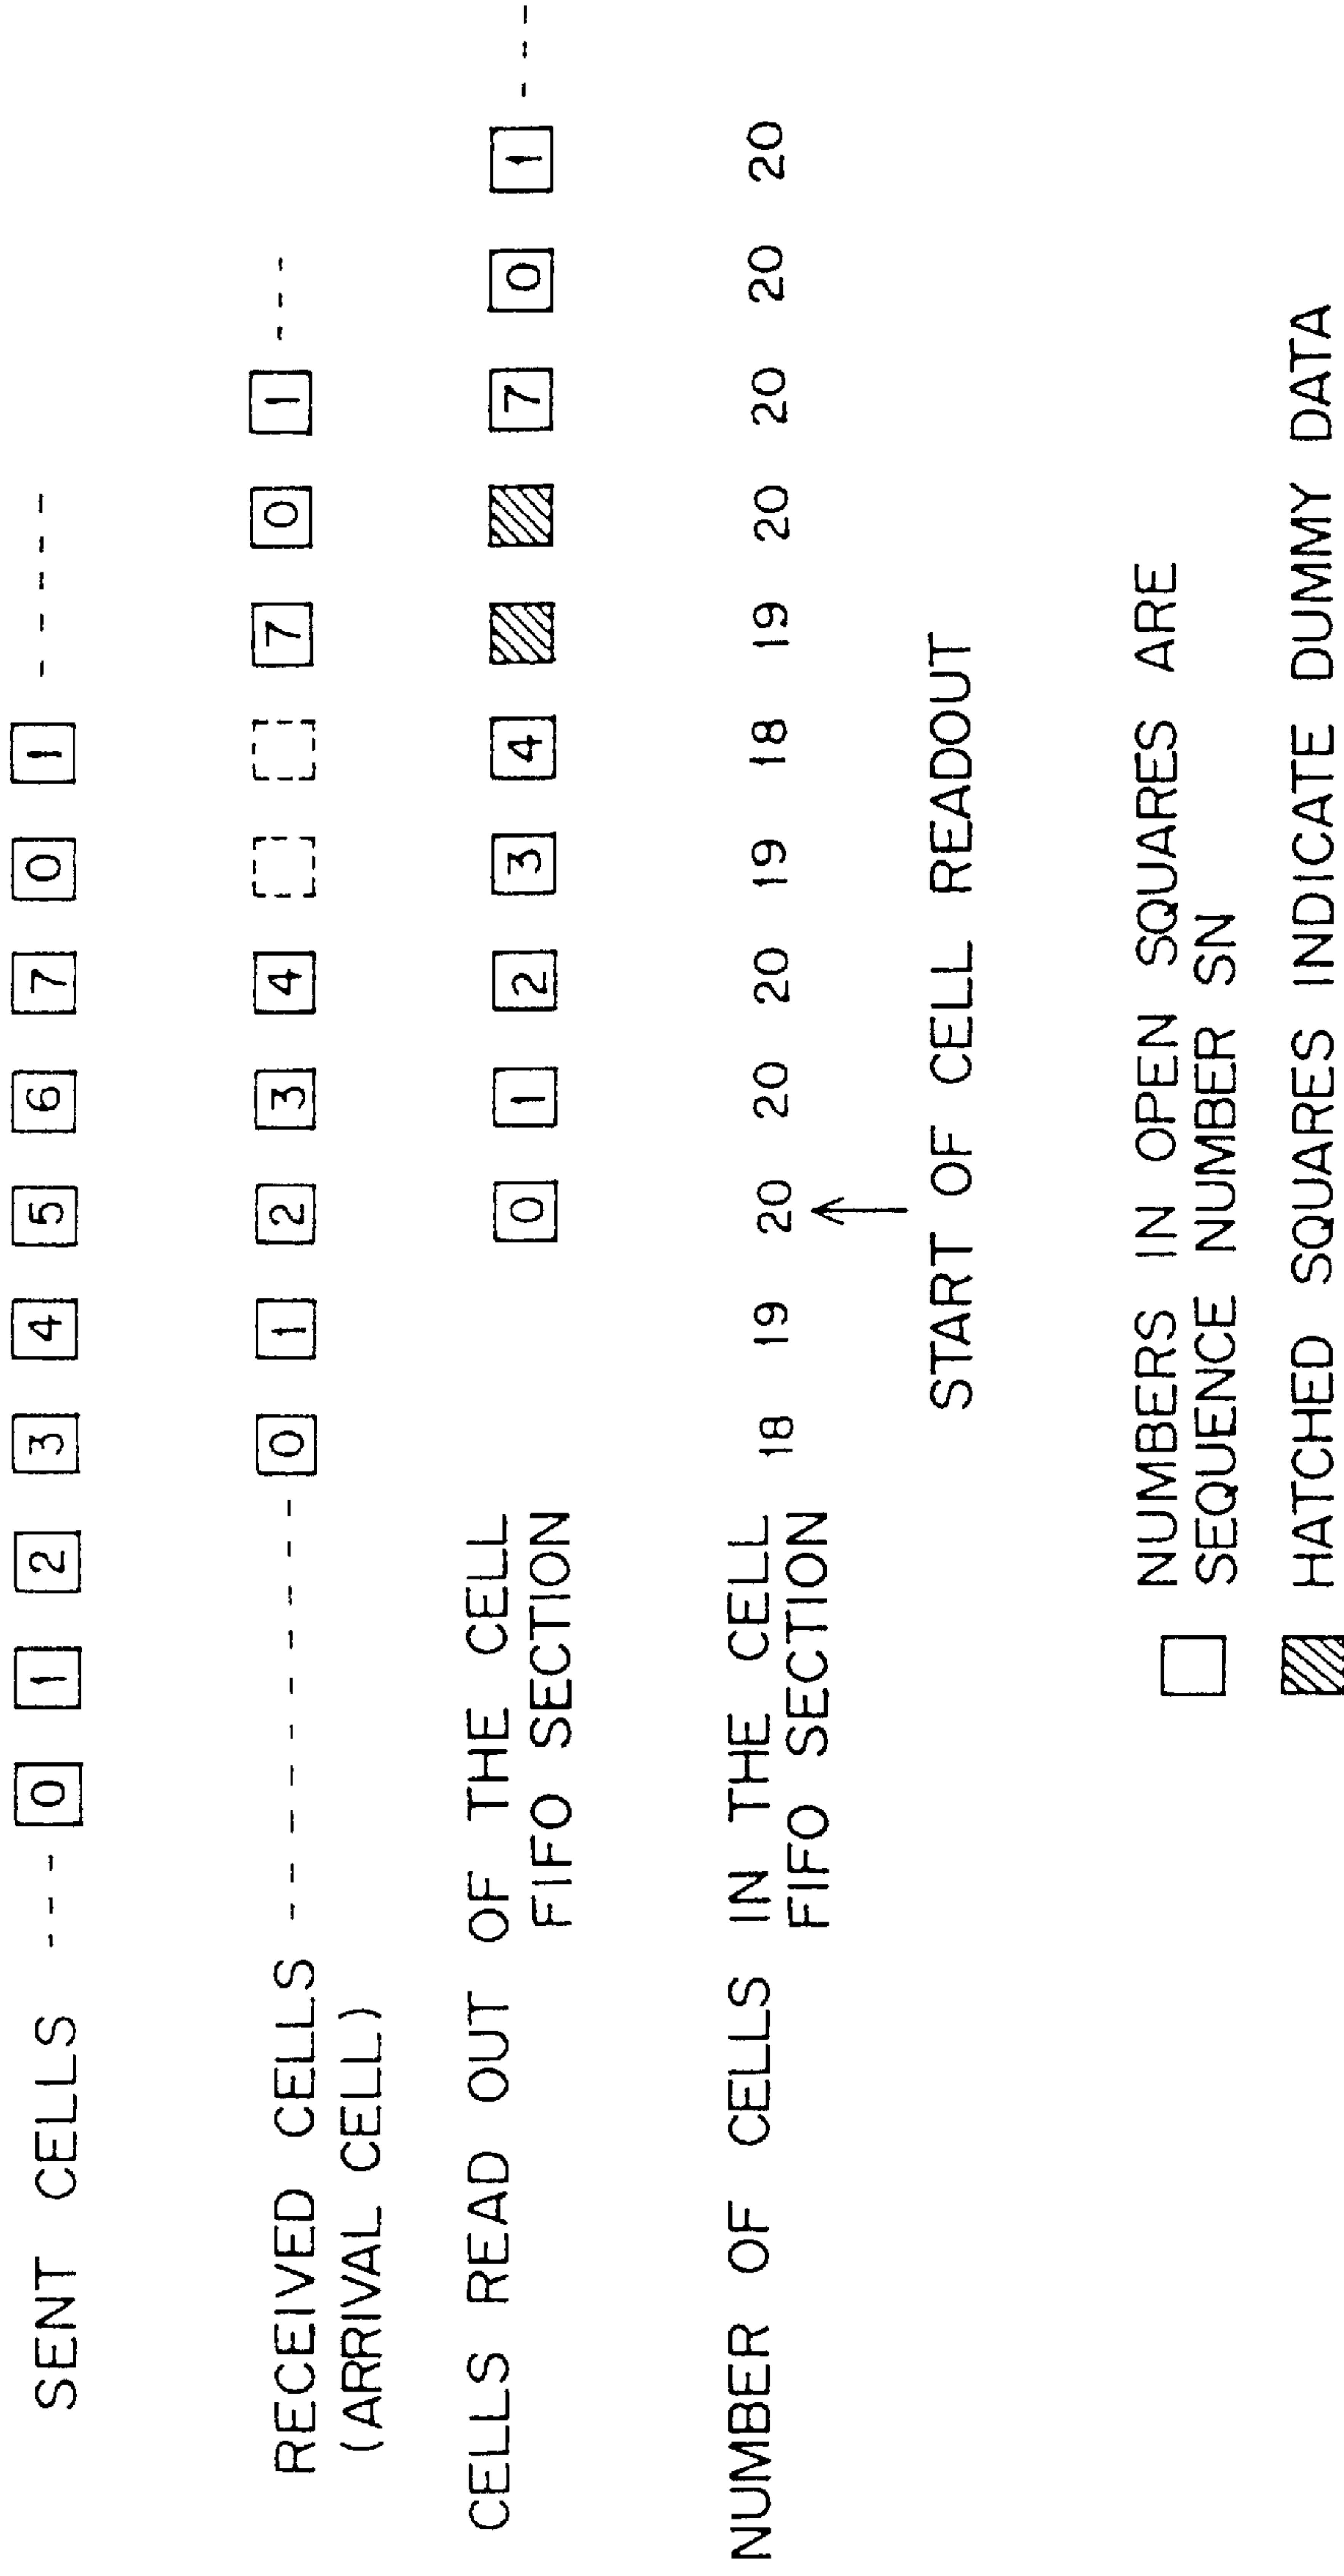 SENT CELLS --- 0 1 2 3 4 5 6 7 0 1 -----
RECEIVED CELLS -------- 0 1 2 3 4 7 0 1 ---
(ARRIVAL CELL)
CELLS READ OUT OF THE CELL
FIFO SECTION
0 1 2 3 4 7 0 1 ---
NUMBER OF CELLS IN THE CELL
FIFO SECTION
18 19 20 20 20 19 18 19 20 20 20 20
START OF CELL READOUT
NUMBERS IN OPEN SQUARES ARE
SEQUENCE NUMBER SN
HATCHED SQUARES INDICATE DUMMY DATA